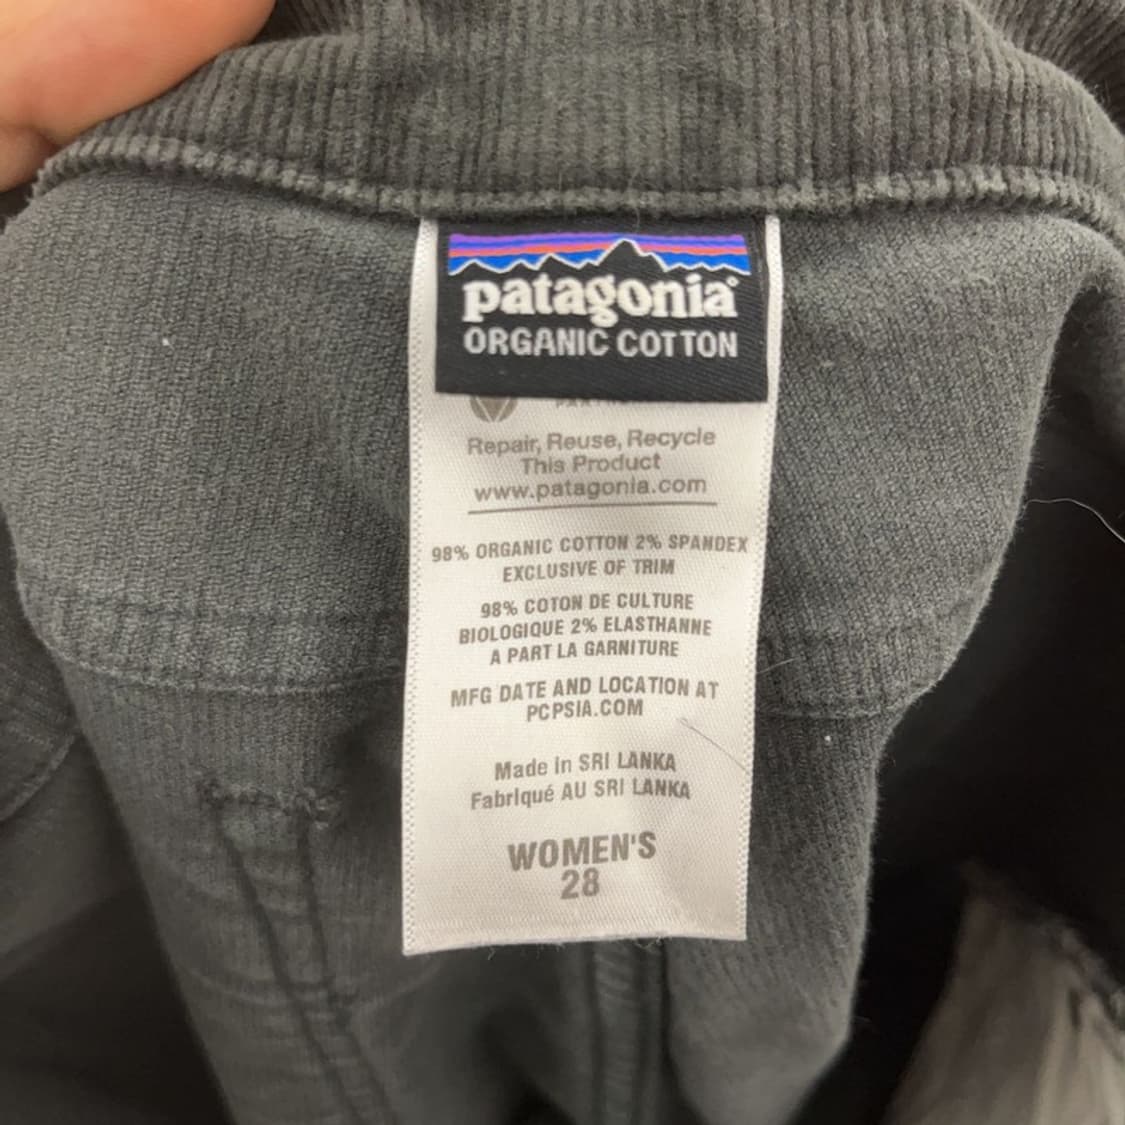 patagonia®
ORGANIC COTTON
Repair, Reuse, Recycle
This Product
www.patagonia.com
98% ORGANIC COTTON 2% SPANDEX
EXCLUSIVE OF TRIM
98% COTON DE CULTURE
BIOLOGIQUE 2% ELASTHANNE
A PART LA GARNITURE
MFG DATE AND LOCATION AT
PCPSIA.COM
Made in SRI LANKA
Fabriqué AU SRI LANKA
WOMEN'S
28